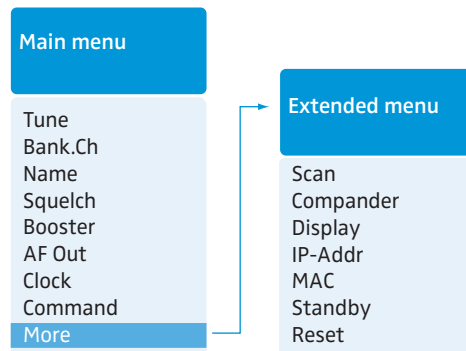 Main menu
Tune
Bank.Ch
Name
Squelch
Booster
AF Out
Clock
Command
More
Extended menu
Scan
Compander
Display
IP-Addr
MAC
Standby
Reset